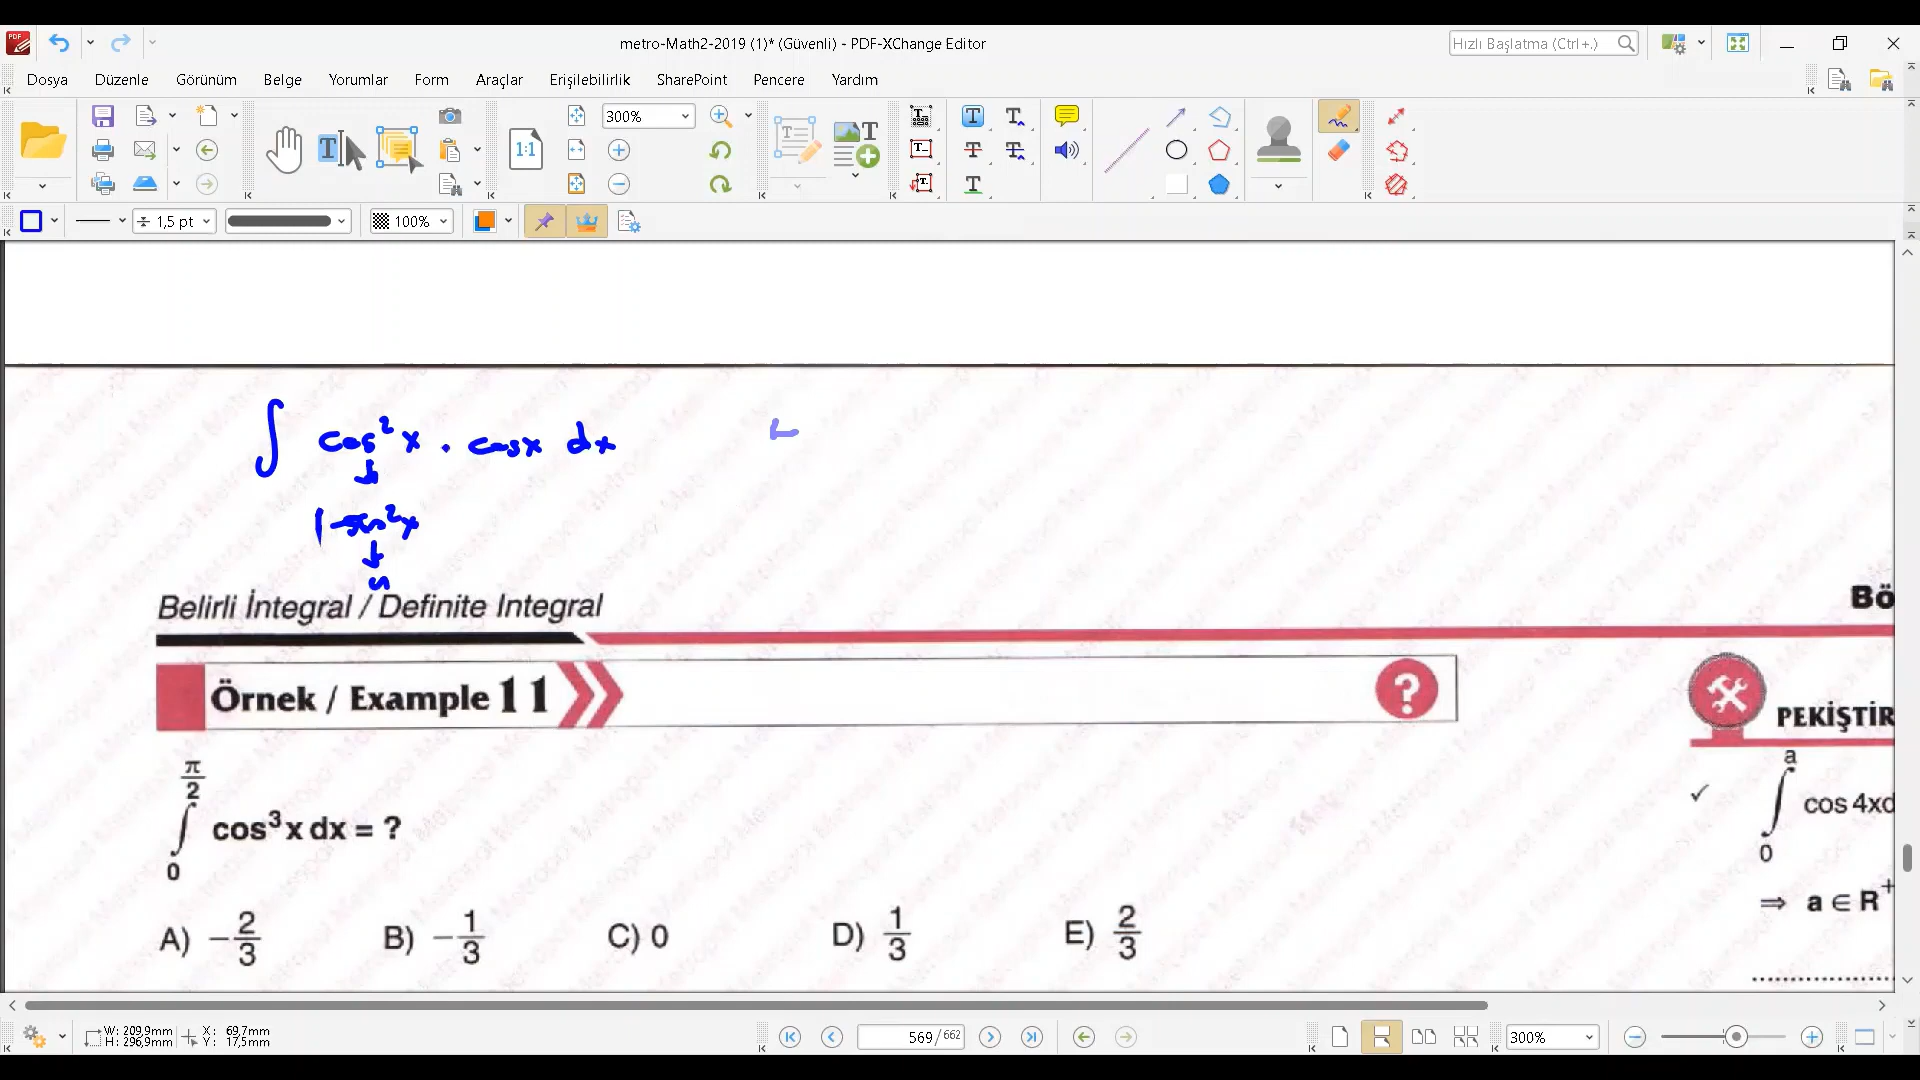 metro-Math2-2019 (1)* (Güvenli) - PDF-XChange Editor
Hızlı Başlatma (Ctrl+.)
Dosya Düzenle Görünüm Belge Yorumlar Form Araçlar Erişilebilirlik SharePoint Pencere Yardım
300%
1:1
1,5 pt
100%
∫ cos²x . cosx dx
1-sin²x
u
Belirli İntegral / Definite Integral
Bö
Örnek / Example 11
?
PEKİŞTİR
π/2
∫ cos³x dx = ?
0
A) -2/3 B) -1/3 C) 0 D) 1/3 E) 2/3
a
✓ ∫ cos 4xd
0
⇒ a ∈ R⁺
W: 209,9mm X: 69,7mm
H: 296,9mm Y: 17,5mm
569 / 662
300%